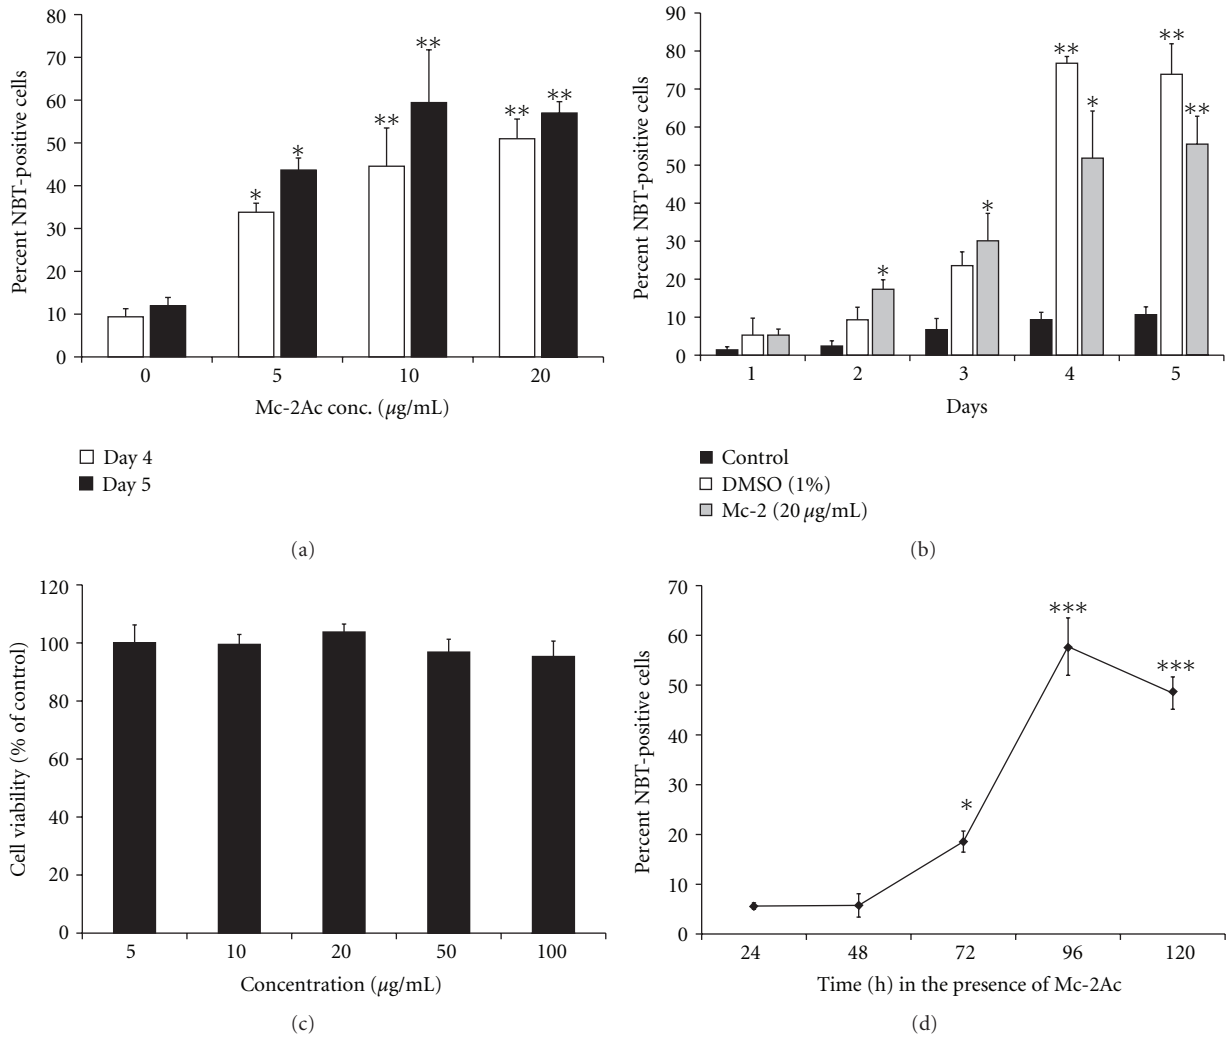 80
70
60
50
40
30
20
10
0
Percent NBT-positive cells
* *
** **
** **
0 5 10 20
Mc-2Ac conc. (µg/mL)
Day 4
Day 5
(a)
90
80
70
60
50
40
30
20
10
0
Percent NBT-positive cells
*
*
** *
** **
1 2 3 4 5
Days
Control
DMSO (1%)
Mc-2 (20 µg/mL)
(b)
120
100
80
60
40
20
0
Cell viability (% of control)
5 10 20 50 100
Concentration (µg/mL)
(c)
70
60
50
40
30
20
10
0
Percent NBT-positive cells
*
***
***
24 48 72 96 120
Time (h) in the presence of Mc-2Ac
(d)